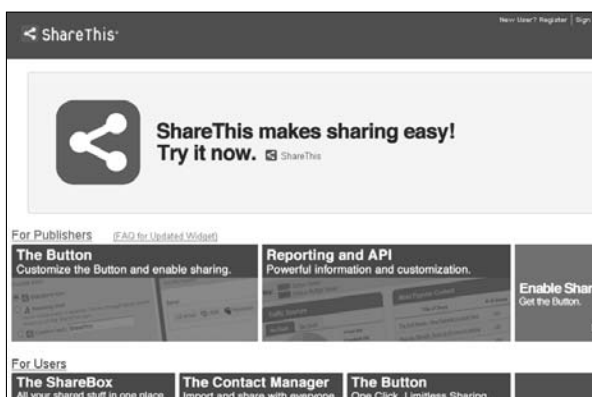 New User? Register | Sign
ShareThis
ShareThis makes sharing easy!
Try it now. ShareThis
For Publishers (FAQ for Updated Widget)
The Button
Customize the Button and enable sharing.
Reporting and API
Powerful information and customization.
Enable Shar
Get the Button.
For Users
The ShareBox
All your shared stuff in one place
The Contact Manager
Import and share with everyone
The Button
One Click, Limitless Sharing